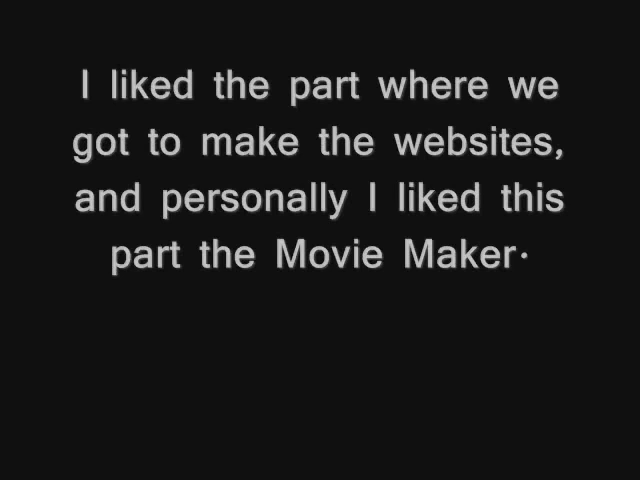 I liked the part where we
got to make the websites,
and personally I liked this
part the Movie Maker.